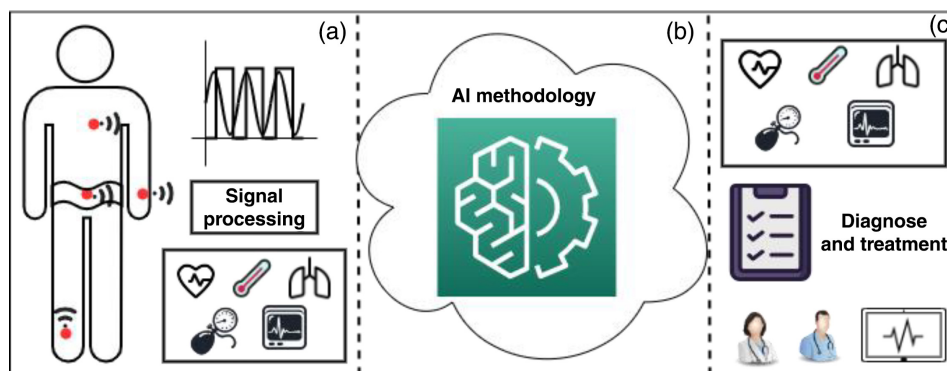 (a)
Signal
processing
(b)
AI methodology
(c)
Diagnose
and treatment